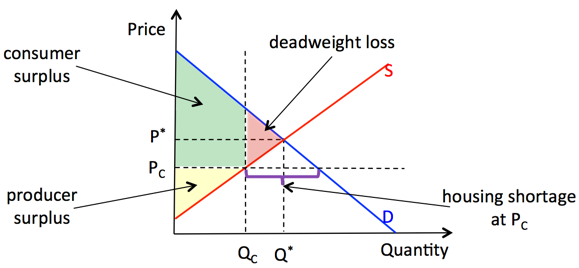 Price
consumer
surplus
deadweight loss
S
P*
PC
producer
surplus
housing shortage
at PC
D
QC
Q*
Quantity